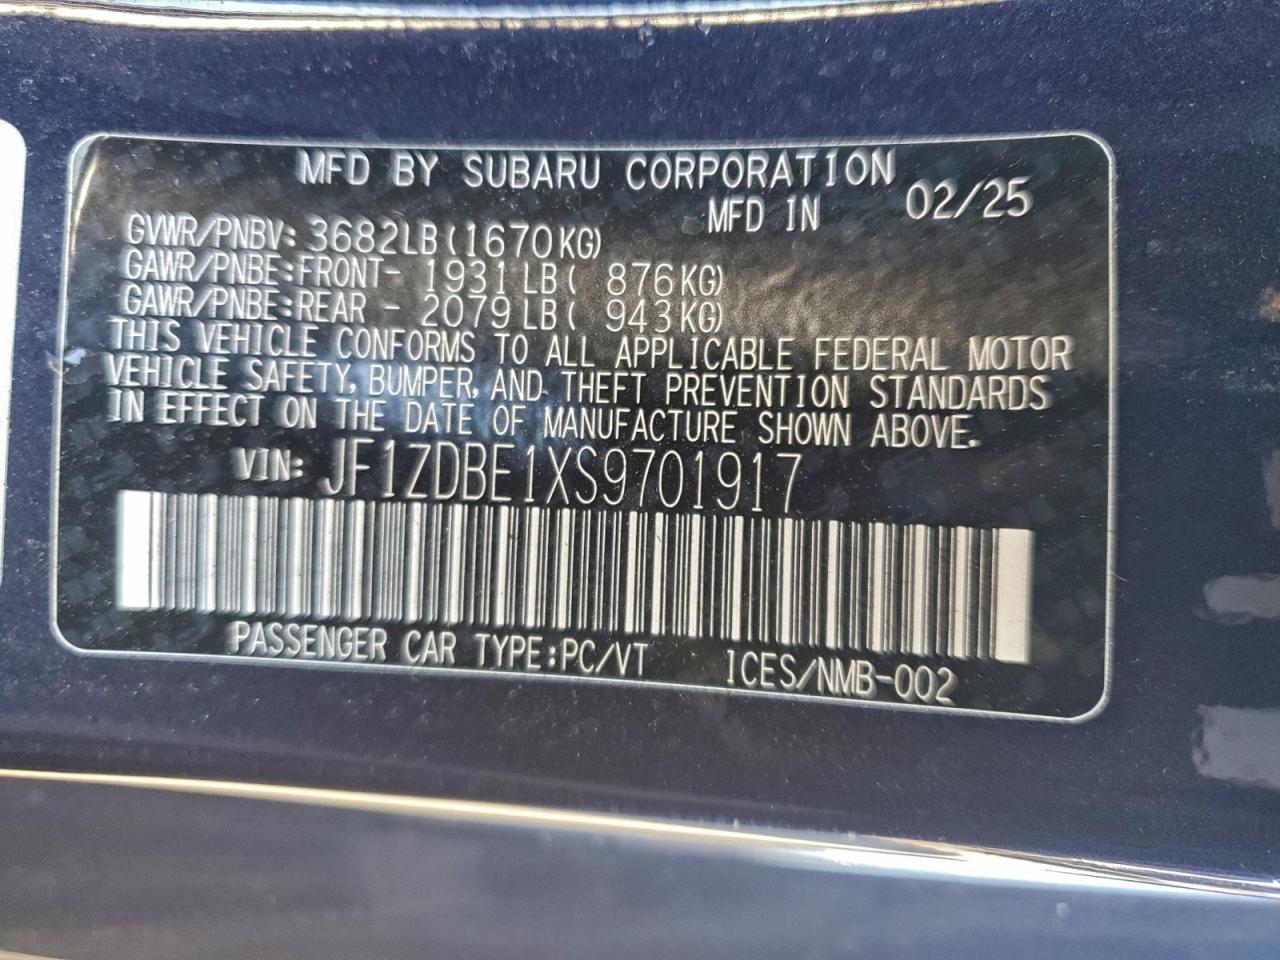 MFD BY SUBARU CORPORATION
MFD IN 02/25
GVWR/PNBV: 3682LB(1670KG)
GAWR/PNBE:FRONT- 1931LB( 876KG)
GAWR/PNBE:REAR - 2079LB( 943KG)
THIS VEHICLE CONFORMS TO ALL APPLICABLE FEDERAL MOTOR
VEHICLE SAFETY, BUMPER, AND THEFT PREVENTION STANDARDS
IN EFFECT ON THE DATE OF MANUFACTURE SHOWN ABOVE.
VIN: JF1ZDBE1XS9701917
PASSENGER CAR TYPE:PC/VT ICES/NMB-002